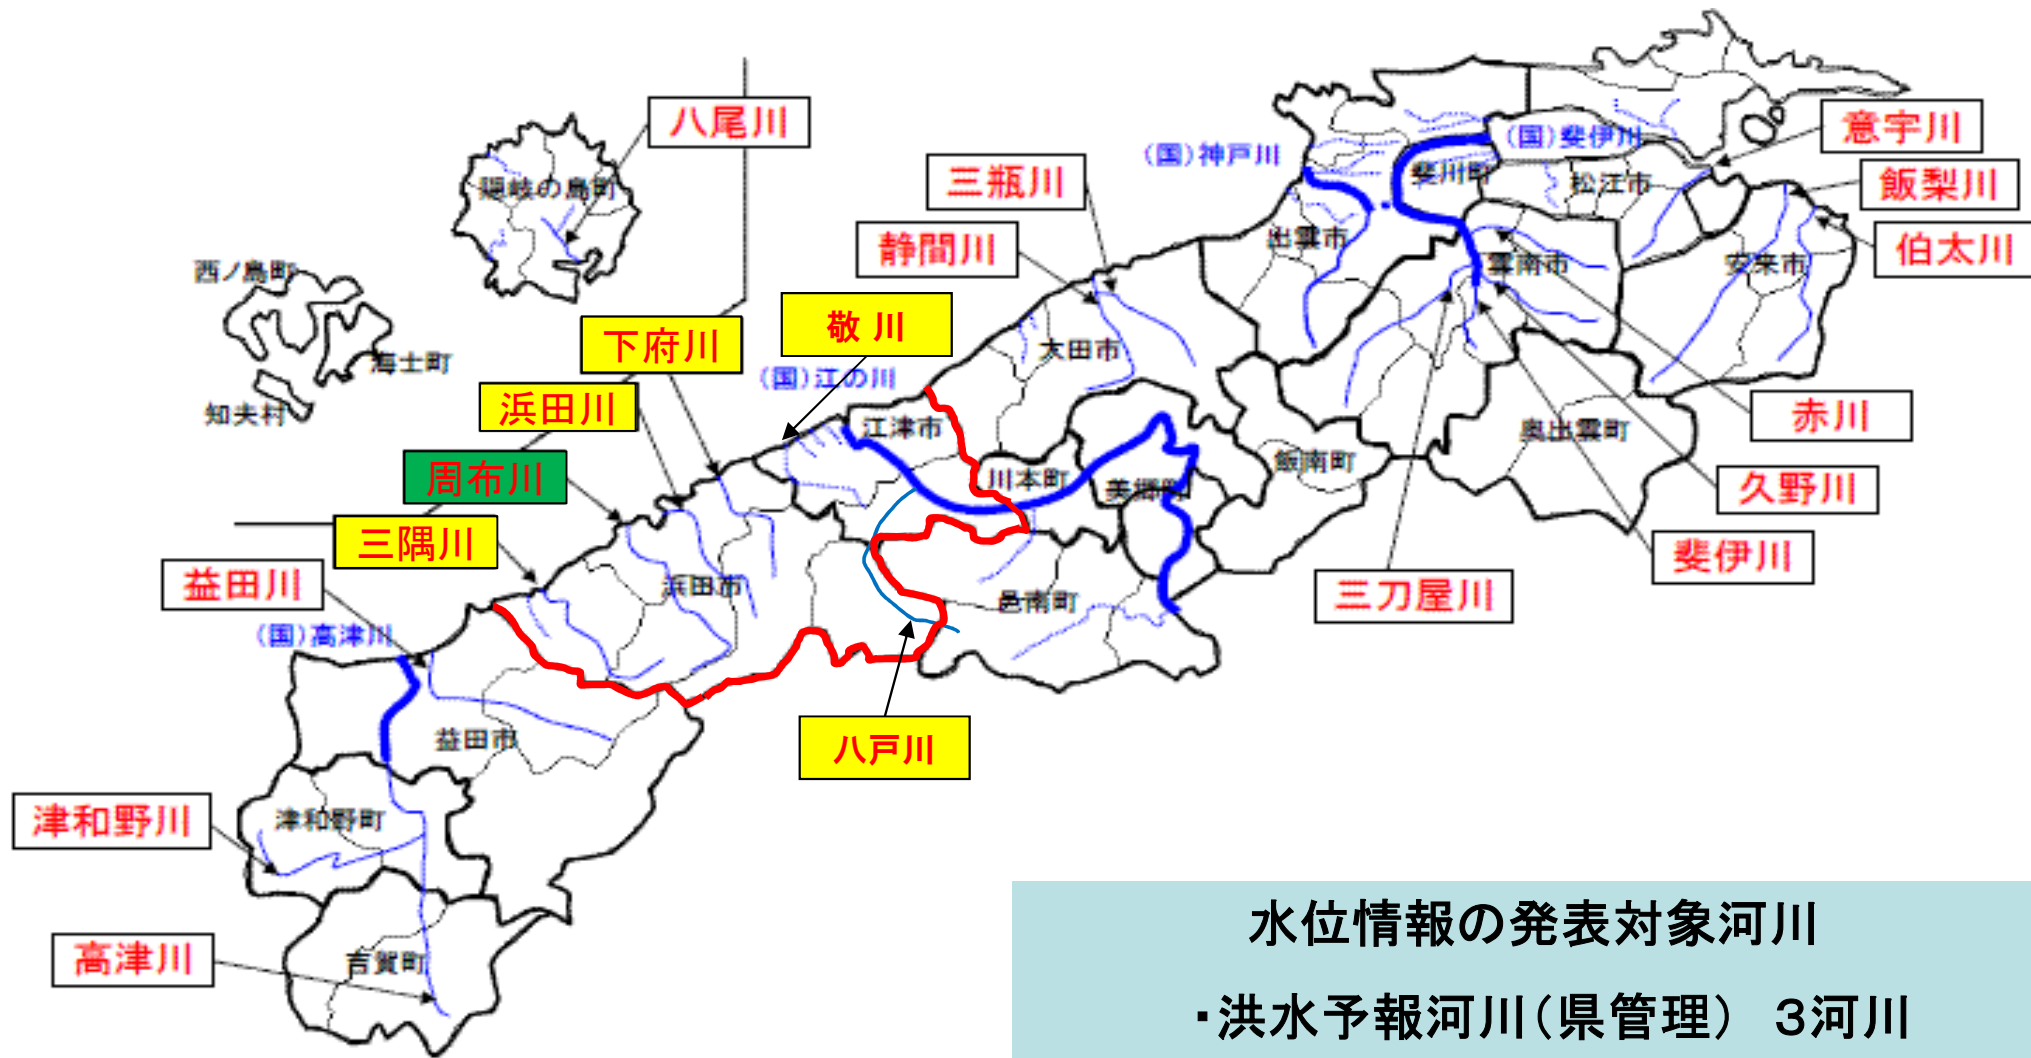 八尾川
隠岐の島町
西ノ島町
海士町
知夫村
(国)神戸川
(国)斐伊川
意宇川
飯梨川
伯太川
三瓶川
静間川
斐川町
松江市
出雲市
雲南市
安来市
敬 川
下府川
浜田川
周布川
三隅川
益田川
(国)江の川
大田市
江津市
川本町
美郷町
飯南町
奥出雲町
赤川
久野川
斐伊川
三刀屋川
浜田市
邑南町
八戸川
(国)高津川
益田市
津和野川
津和野町
高津川
吉賀町
水位情報の発表対象河川
・洪水予報河川(県管理) 3河川